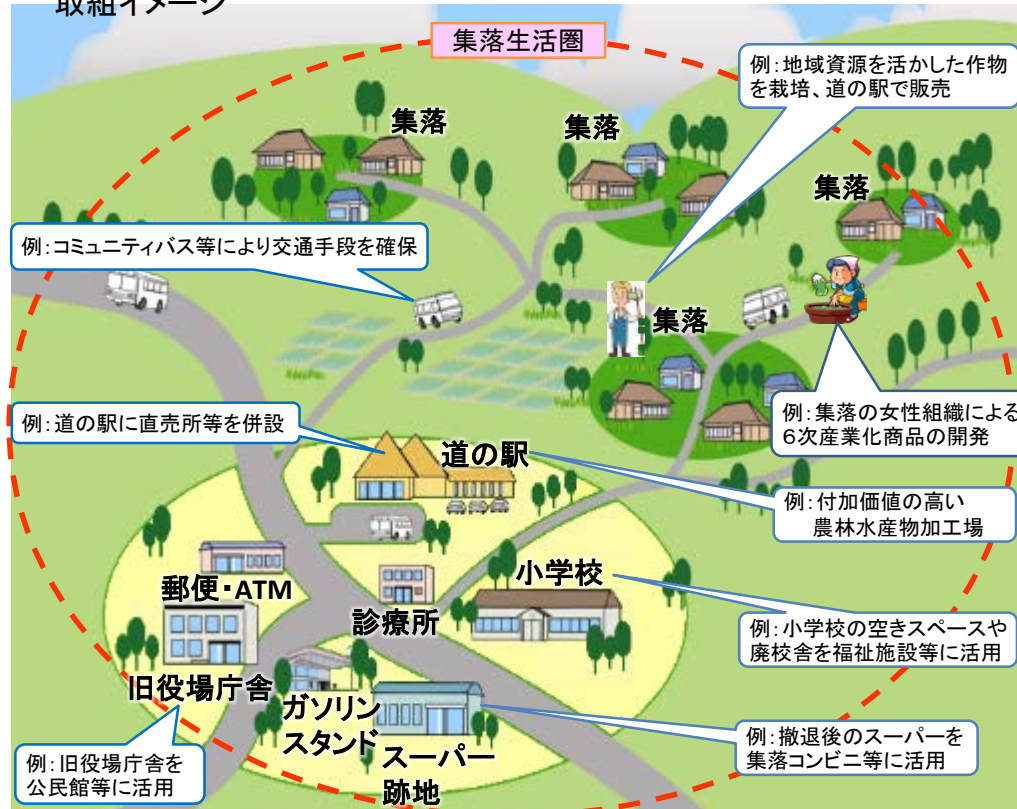 取組イメージ
集落生活圏
例：地域資源を活かした作物
を栽培、道の駅で販売
集落
集落
集落
例：コミュニティバス等により交通手段を確保
集落
例：道の駅に直売所等を併設
例：集落の女性組織による
６次産業化商品の開発
道の駅
例：付加価値の高い
農林水産物加工場
小学校
郵便・ATM
診療所
例：小学校の空きスペースや
廃校舎を福祉施設等に活用
旧役場庁舎
ガソリン
スタンド
スーパー
跡地
例：撤退後のスーパーを
集落コンビニ等に活用
例：旧役場庁舎を
公民館等に活用